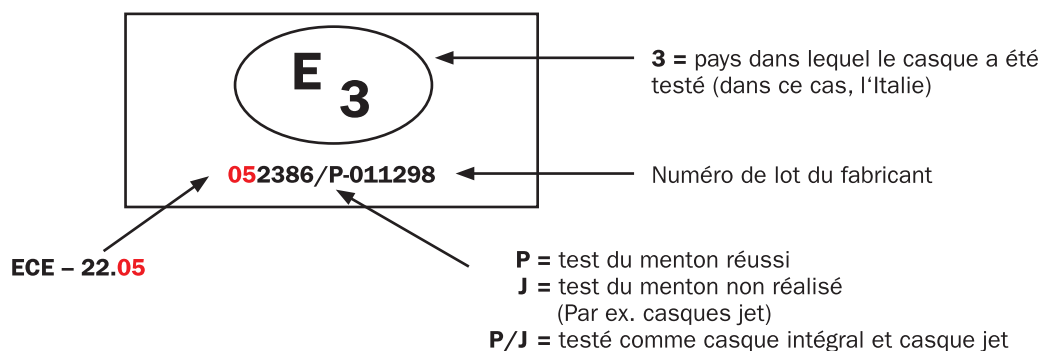 E 3
3 = pays dans lequel le casque a été
testé (dans ce cas, l‘Italie)
052386/P-011298
Numéro de lot du fabricant
ECE – 22.05
P = test du menton réussi
J = test du menton non réalisé
(Par ex. casques jet)
P/J = testé comme casque intégral et casque jet